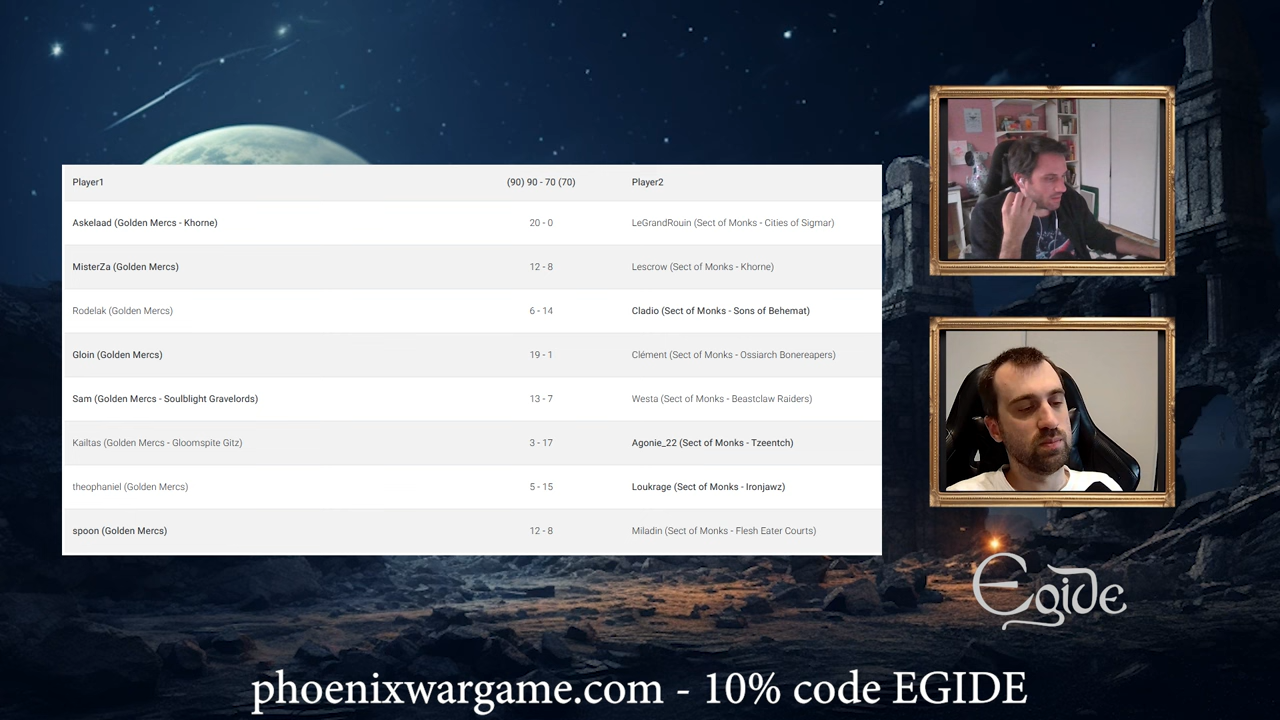 Player1 (90) 90 - 70 (70) Player2
Askelaad (Golden Mercs - Khorne) 20 - 0 LeGrandRouin (Sect of Monks - Cities of Sigmar)
MisterZa (Golden Mercs) 12 - 8 Lescrow (Sect of Monks - Khorne)
Rodelak (Golden Mercs) 6 - 14 Cladio (Sect of Monks - Sons of Behemat)
Gloin (Golden Mercs) 19 - 1 Clément (Sect of Monks - Ossiarch Bonereapers)
Sam (Golden Mercs - Soulblight Gravelords) 13 - 7 Westa (Sect of Monks - Beastclaw Raiders)
Kailtas (Golden Mercs - Gloomspite Gitz) 3 - 17 Agonie_22 (Sect of Monks - Tzeentch)
theophaniel (Golden Mercs) 5 - 15 Loukrage (Sect of Monks - Ironjawz)
spoon (Golden Mercs) 12 - 8 Miladin (Sect of Monks - Flesh Eater Courts)
Egide
phoenixwargame.com - 10% code EGIDE